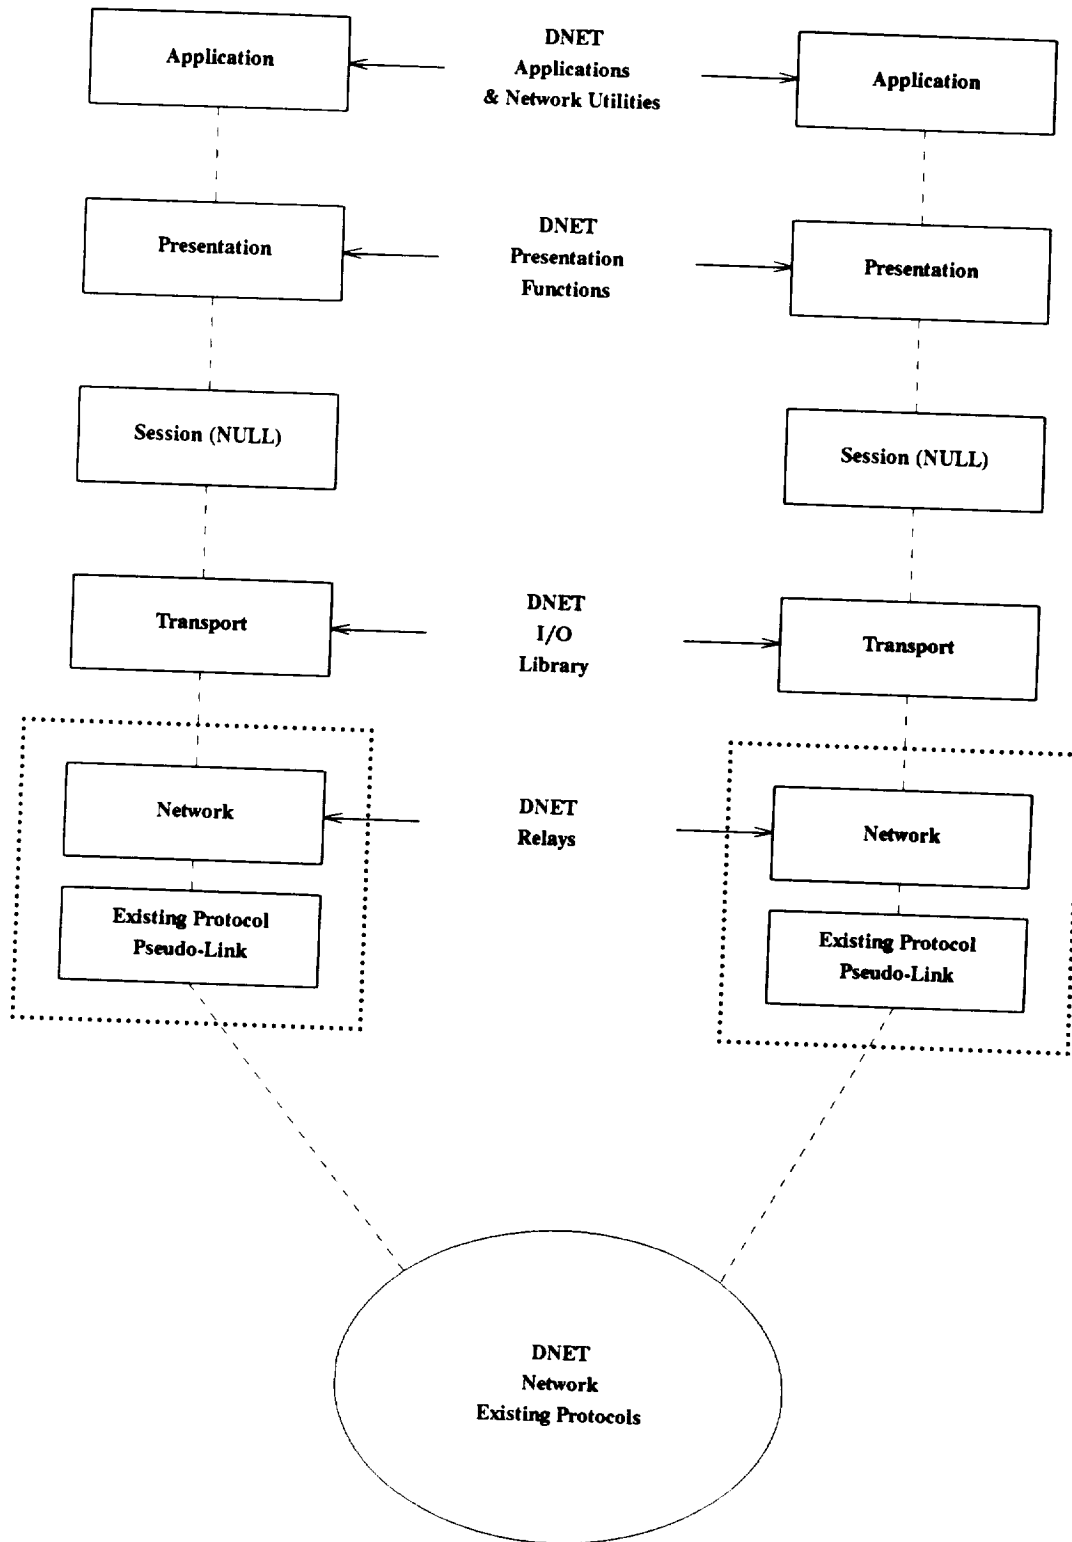 Application
DNET
Applications
& Network Utilities
Application
Presentation
DNET
Presentation
Functions
Presentation
Session (NULL)
Session (NULL)
Transport
DNET
I/O
Library
Transport
Network
DNET
Relays
Network
Existing Protocol
Pseudo-Link
Existing Protocol
Pseudo-Link
DNET
Network
Existing Protocols